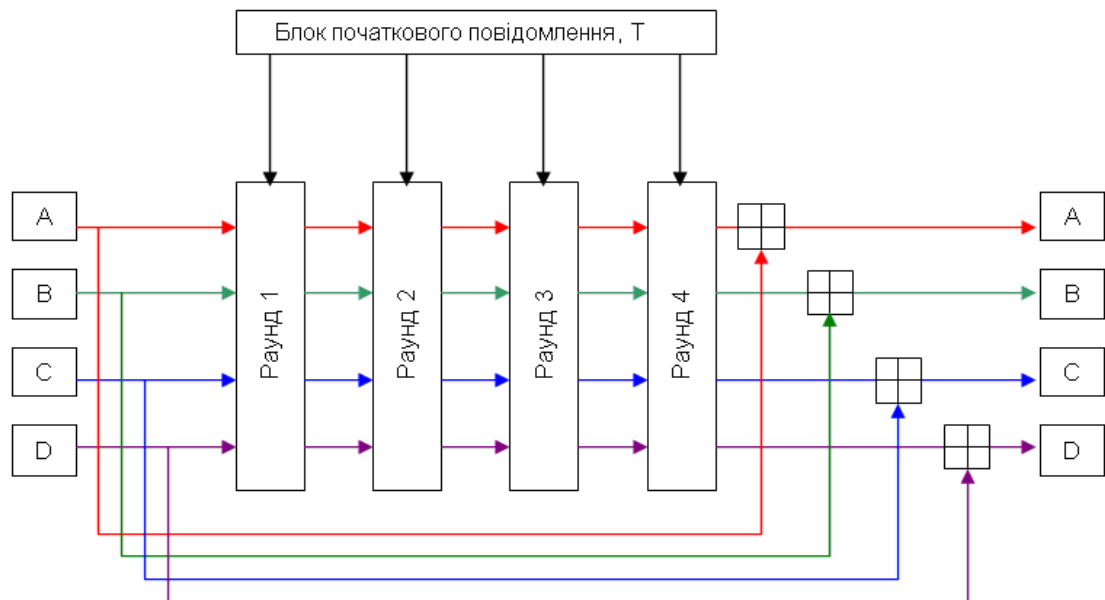 Блок початкового повідомлення, Т
A
B
C
D
Раунд 1
Раунд 2
Раунд 3
Раунд 4
A
B
C
D